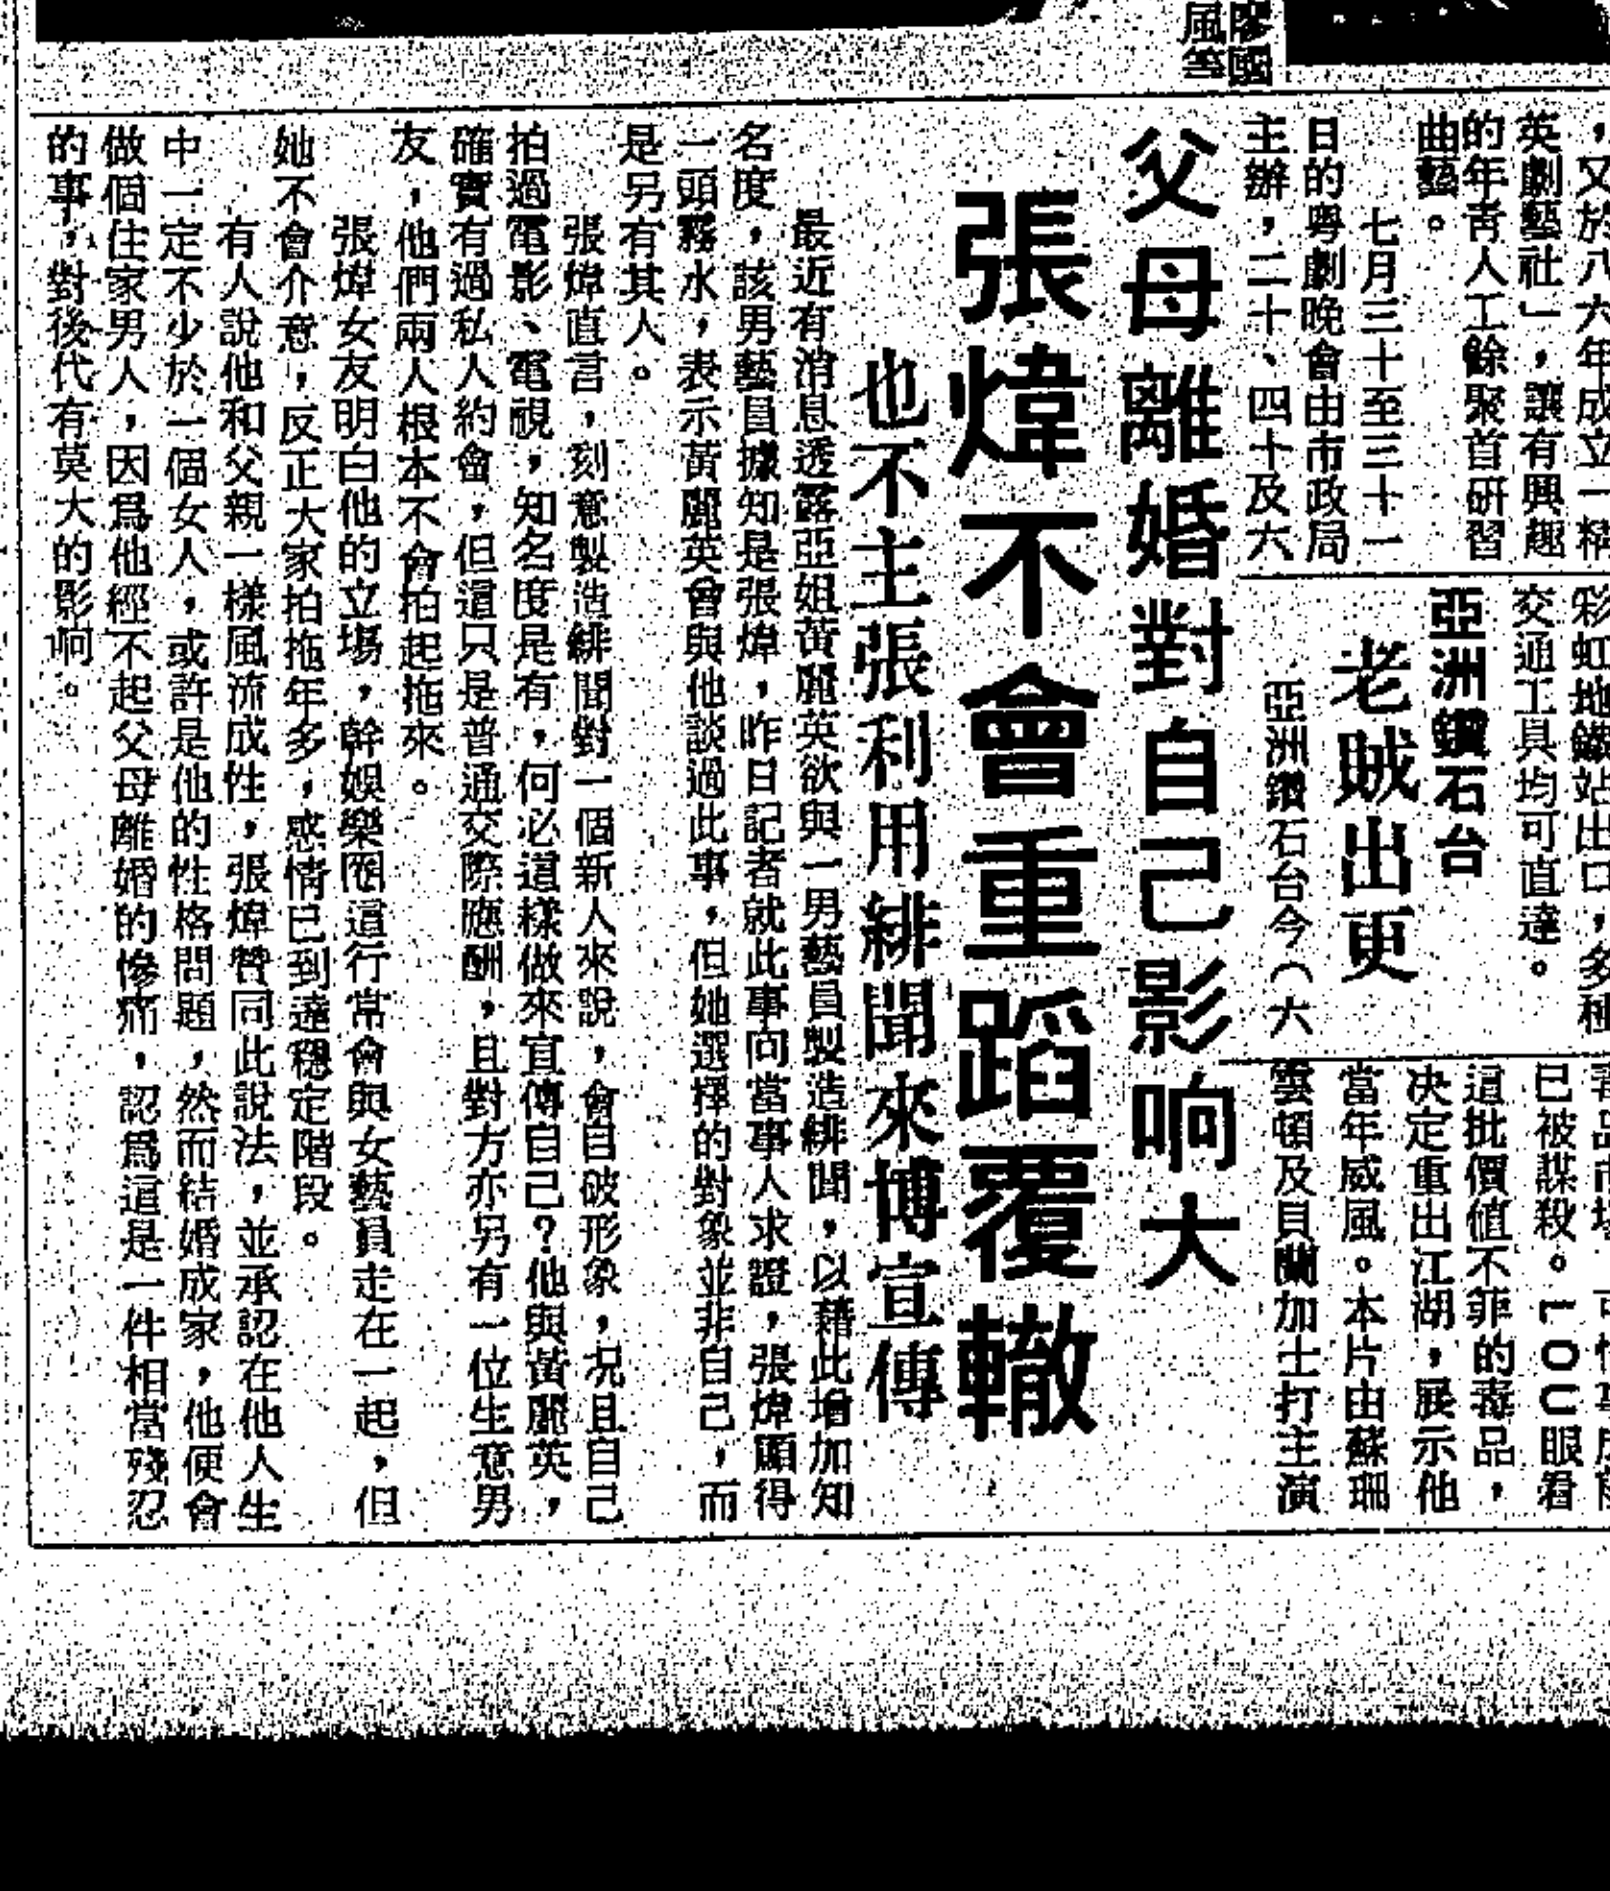 廖國
風雲
，又於八六年成立一
英劇藝社」，讓有興趣
的年青人工餘聚首研習
曲藝。
七月三十至三十一
日的粵劇晚會由市政局
主辦，二十、四十及六
彩虹地鐵站出口，多種
交通工具均可直達。
亞洲鑽石台
老賊出更
亞洲鑽石台今（六
已被謀殺。LOU眼看
這批價值不菲的毒品，
決定重出江湖，展示他
當年威風。本片由蘇珊
雲頓及貝蘭加士打主演
父母離婚對自己影响大
張煒不會重蹈覆轍
也不主張利用緋聞來博宣傳
最近有消息透露亞姐黃麗英欲與一男藝員製造緋聞，以藉此增加知
名度，該男藝員據知是張煒，昨日記者就此事向當事人求證，張煒顯得
一頭霧水，表示黃麗英會與他談過此事，但她選擇的對象並非自己，而
是另有其人。
張煒直言，刻意製造緋聞對一個新人來說，會自破形象，況且自己
拍過電影、電視，知名度是有，何必這樣做來宣傳自己？他與黃麗英，
確實有過私人約會，但這只是普通交際應酬，且對方亦另有一位生意男
友，他們兩人根本不會拍起拖來。
張煒女友明白他的立場，幹娛樂圈這行常會與女藝員走在一起，但
她不會介意，反正大家拍拖年多，感情已到達穩定階段。
有人說他和父親一樣風流成性，張煒贊同此說法，並承認在他人生
中一定不少於一個女人，或許是他的性格問題，然而結婚成家，他便會
做個住家男人，因爲他經不起父母離婚的慘痛，認爲這是一件相當殘忍
的事，對後代有莫大的影响。